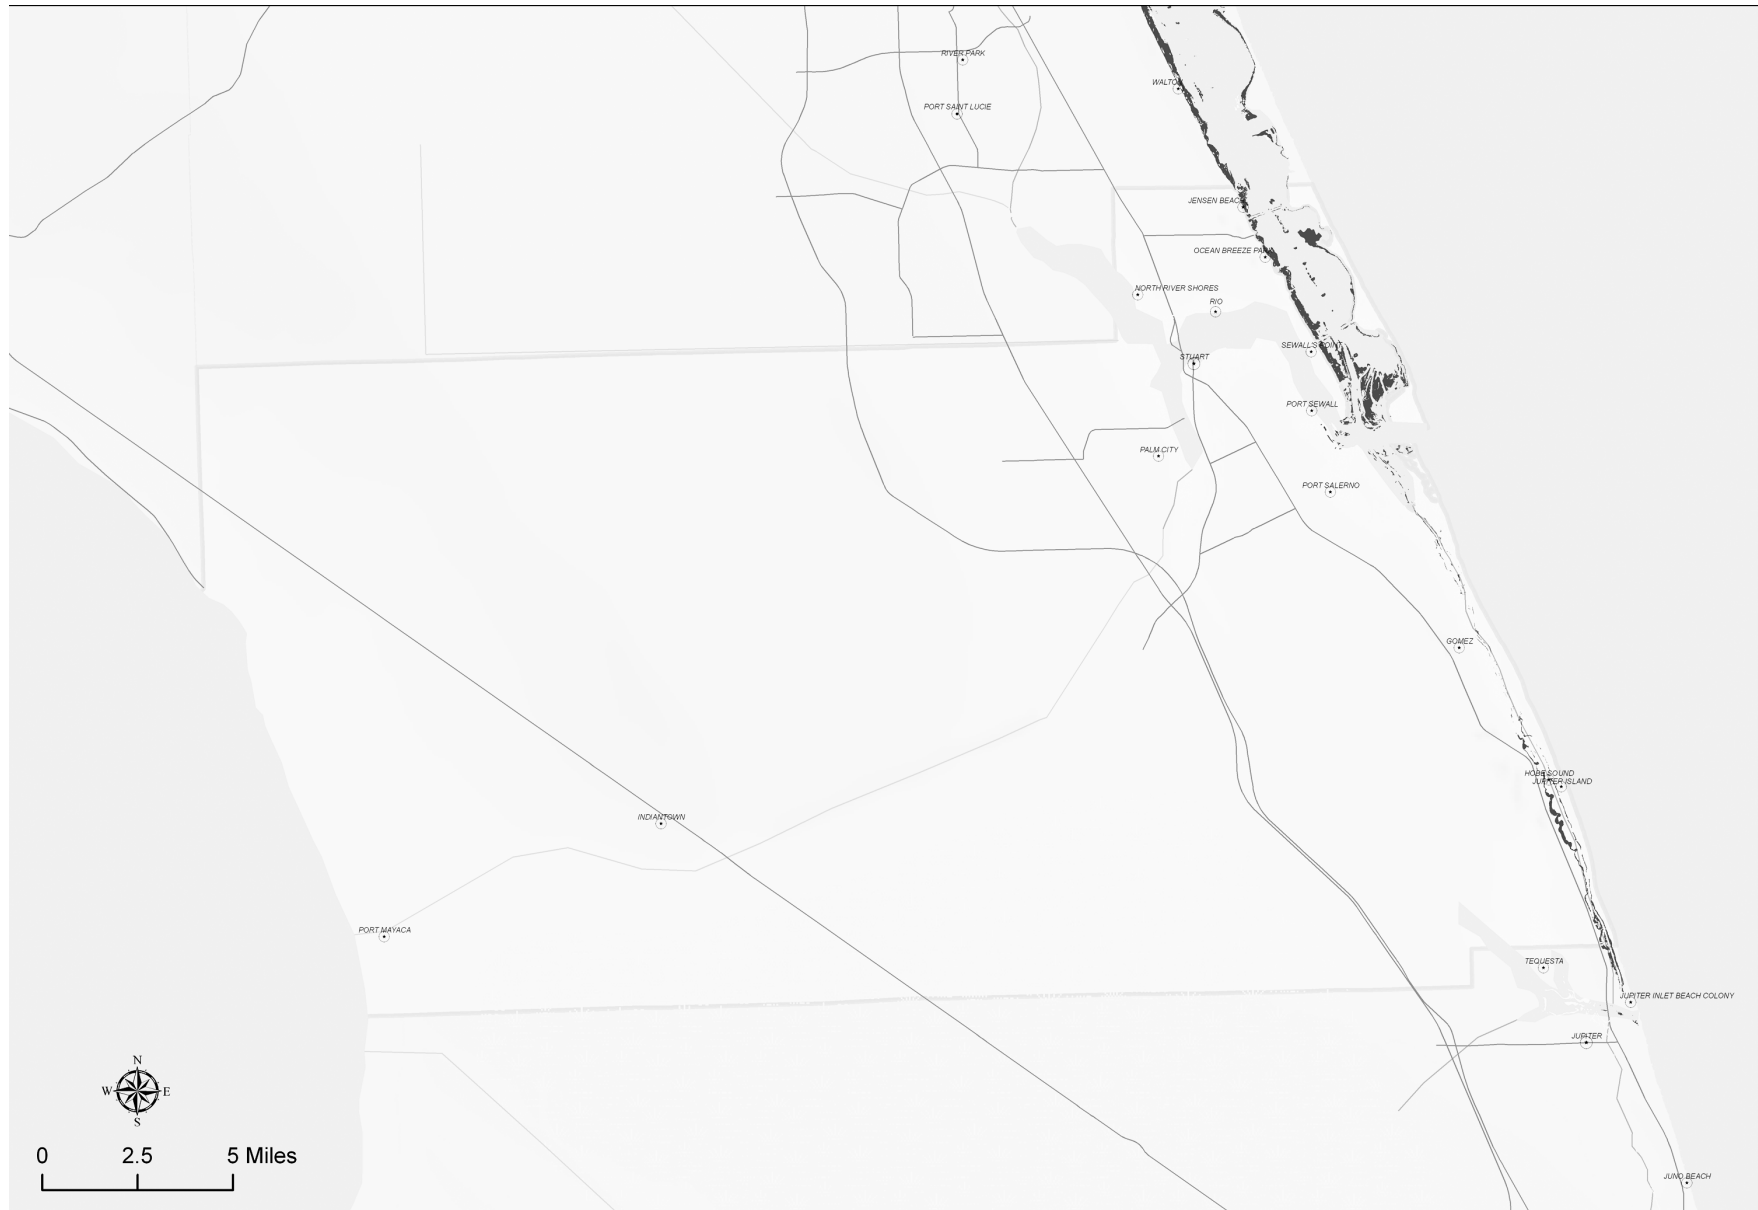 RIVER PARK
WALTON
PORT SAINT LUCIE
JENSEN BEACH
OCEAN BREEZE PARK
NORTH RIVER SHORES
RIO
SEWALL'S POINT
STUART
PORT SEWALL
PALM CITY
PORT SALERNO
GOMEZ
HOBE SOUND
JUPITER ISLAND
INDIANTOWN
PORT MAYACA
TEQUESTA
JUPITER INLET BEACH COLONY
JUPITER
N
W E
S
0 2.5 5 Miles
JUNO BEACH